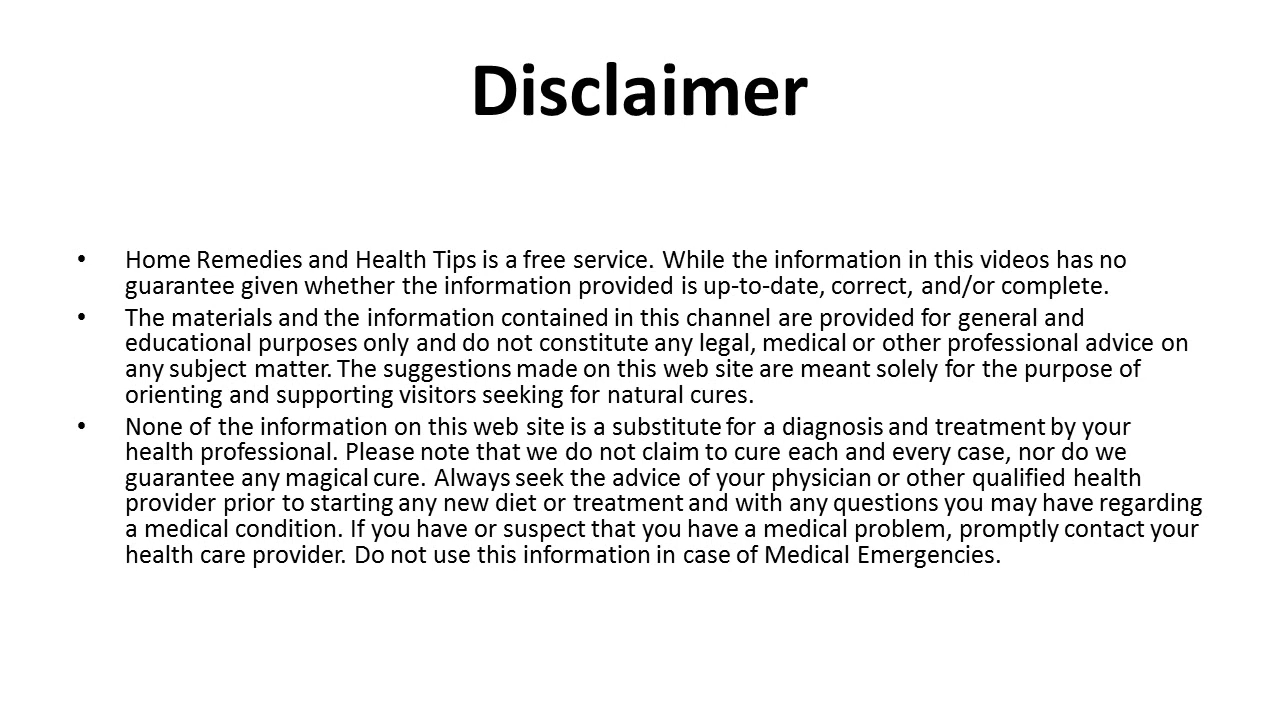 Disclaimer
• Home Remedies and Health Tips is a free service. While the information in this videos has no
guarantee given whether the information provided is up-to-date, correct, and/or complete.
• The materials and the information contained in this channel are provided for general and
educational purposes only and do not constitute any legal, medical or other professional advice on
any subject matter. The suggestions made on this web site are meant solely for the purpose of
orienting and supporting visitors seeking for natural cures.
• None of the information on this web site is a substitute for a diagnosis and treatment by your
health professional. Please note that we do not claim to cure each and every case, nor do we
guarantee any magical cure. Always seek the advice of your physician or other qualified health
provider prior to starting any new diet or treatment and with any questions you may have regarding
a medical condition. If you have or suspect that you have a medical problem, promptly contact your
health care provider. Do not use this information in case of Medical Emergencies.